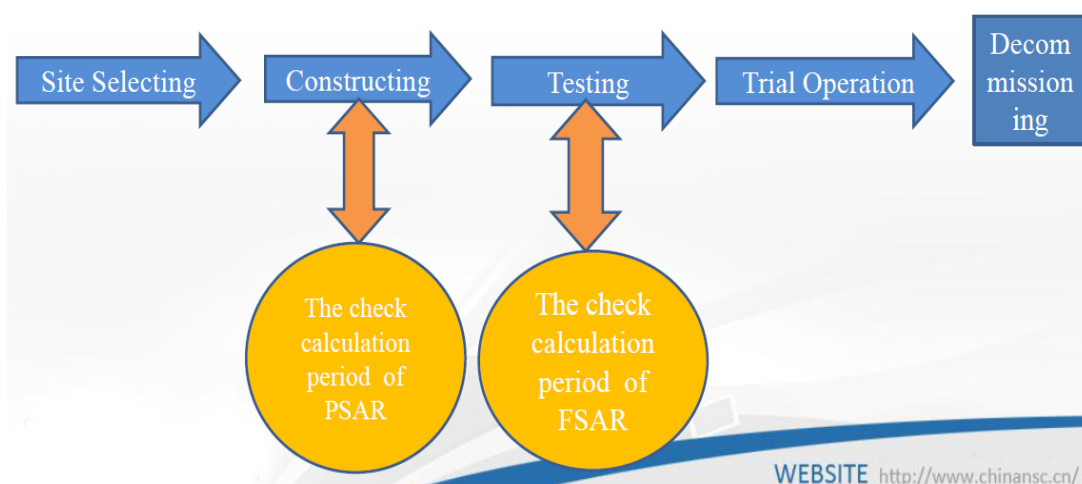 Site Selecting
Constructing
Testing
Trial Operation
Decom
mission
ing
The check
calculation
period of
PSAR
The check
calculation
period of
FSAR
WEBSITE http://www.chinansc.cn/